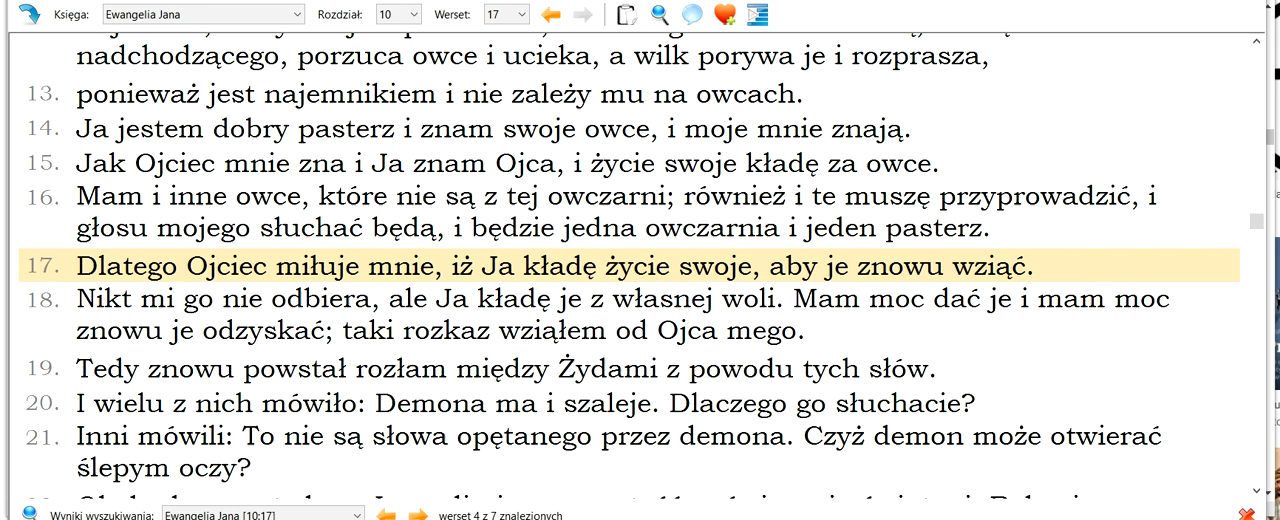 Księga: Ewangelia Jana Rozdział: 10 Werset: 17
nadchodzącego, porzuca owce i ucieka, a wilk porywa je i rozprasza,
13. ponieważ jest najemnikiem i nie zależy mu na owcach.
14. Ja jestem dobry pasterz i znam swoje owce, i moje mnie znają.
15. Jak Ojciec mnie zna i Ja znam Ojca, i życie swoje kładę za owce.
16. Mam i inne owce, które nie są z tej owczarni; również i te muszę przyprowadzić, i
głosu mojego słuchać będą, i będzie jedna owczarnia i jeden pasterz.
17. Dlatego Ojciec miłuje mnie, iż Ja kładę życie swoje, aby je znowu wziąć.
18. Nikt mi go nie odbiera, ale Ja kładę je z własnej woli. Mam moc dać je i mam moc
znowu je odzyskać; taki rozkaz wziąłem od Ojca mego.
19. Tedy znowu powstał rozłam między Żydami z powodu tych słów.
20. I wielu z nich mówiło: Demona ma i szaleje. Dlaczego go słuchacie?
21. Inni mówili: To nie są słowa opętanego przez demona. Czyż demon może otwierać
ślepym oczy?
Wyniki wyszukiwania: Ewangelia Jana [10:17] werset 4 z 7 znalezionych